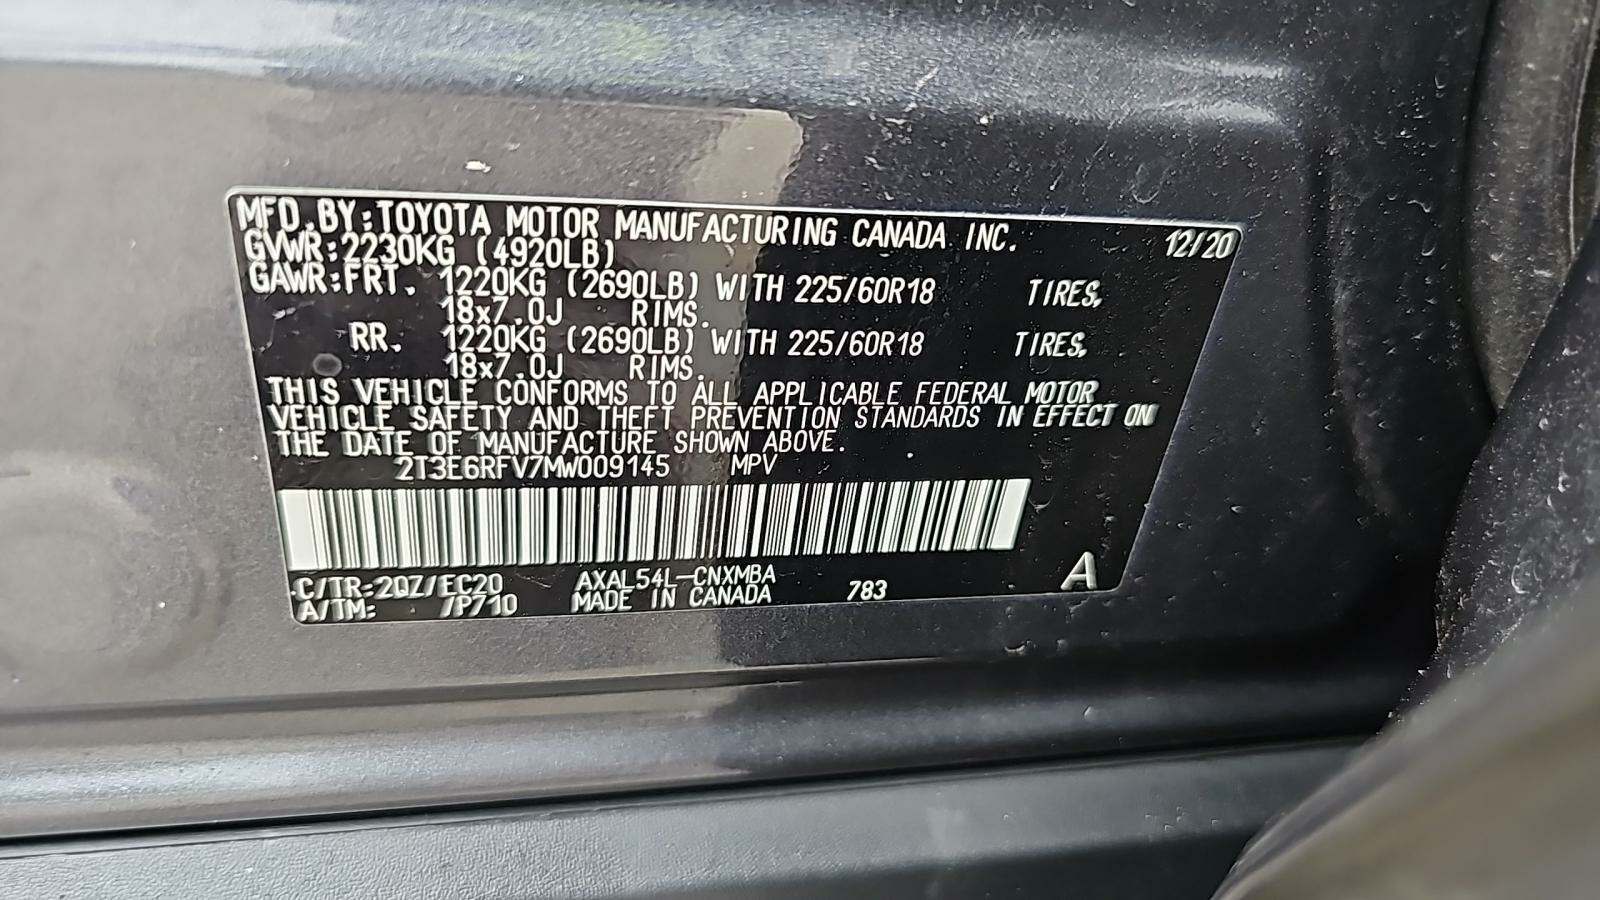 MFD.BY:TOYOTA MOTOR MANUFACTURING CANADA INC. 12/20
GVWR:2230KG (4920LB)
GAWR:FRT. 1220KG (2690LB) WITH 225/60R18 TIRES,
18x7.0J RIMS.
RR. 1220KG (2690LB) WITH 225/60R18 TIRES,
18x7.0J RIMS.
THIS VEHICLE CONFORMS TO ALL APPLICABLE FEDERAL MOTOR
VEHICLE SAFETY AND THEFT PREVENTION STANDARDS IN EFFECT ON
THE DATE OF MANUFACTURE SHOWN ABOVE.
2T3E6RFV7MW009145 MPV
C/TR:2QZ/EC20 AXAL54L-CNXMBA 783 A
A/TM: /P710 MADE IN CANADA